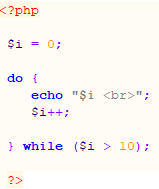 <?php
$i = 0;
do {
echo "$i <br>";
$i++;
} while ($i > 10);
?>